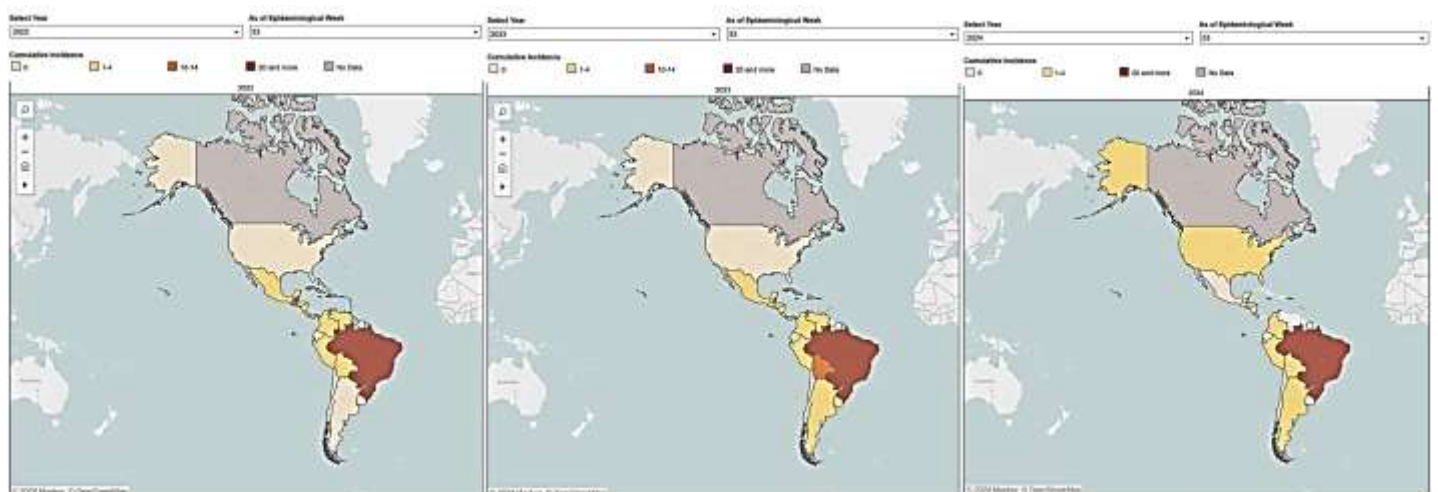 Select Year
As of Epidemiological Week
2022
33
Cumulative Incidence
0
1-4
10-14
20 and more
No Data
2022
Select Year
As of Epidemiological Week
2023
33
Cumulative Incidence
0
1-4
10-14
20 and more
No Data
2023
Select Year
As of Epidemiological Week
2024
33
Cumulative Incidence
0
1-4
20 and more
No Data
2024